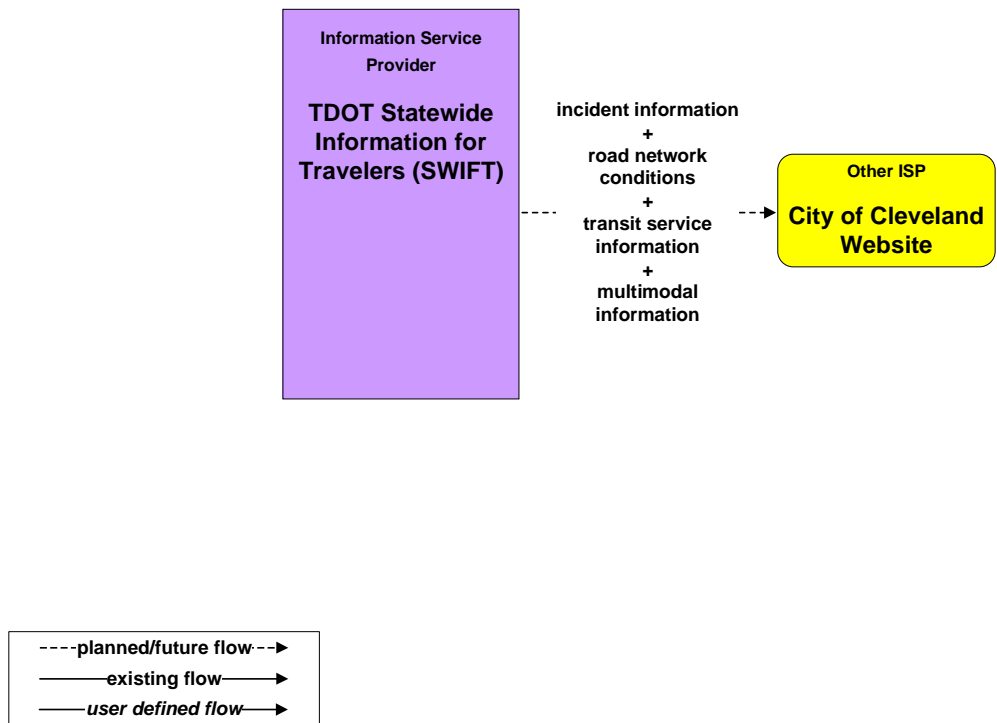 Information Service
Provider
TDOT Statewide
Information for
Travelers (SWIFT)
incident information
+
road network
conditions
+
transit service
information
+
multimodal
information
Other ISP
City of Cleveland
Website
planned/future flow
existing flow
user defined flow